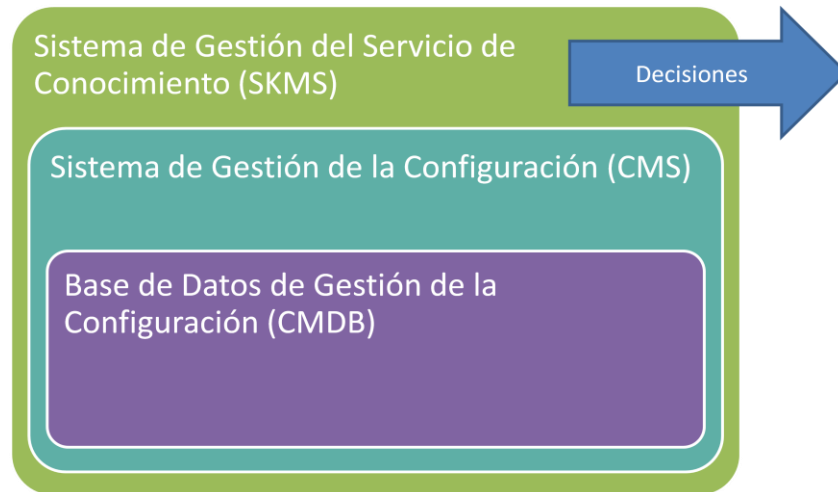 Sistema de Gestión del Servicio de
Conocimiento (SKMS)
Decisiones
Sistema de Gestión de la Configuración (CMS)
Base de Datos de Gestión de la
Configuración (CMDB)